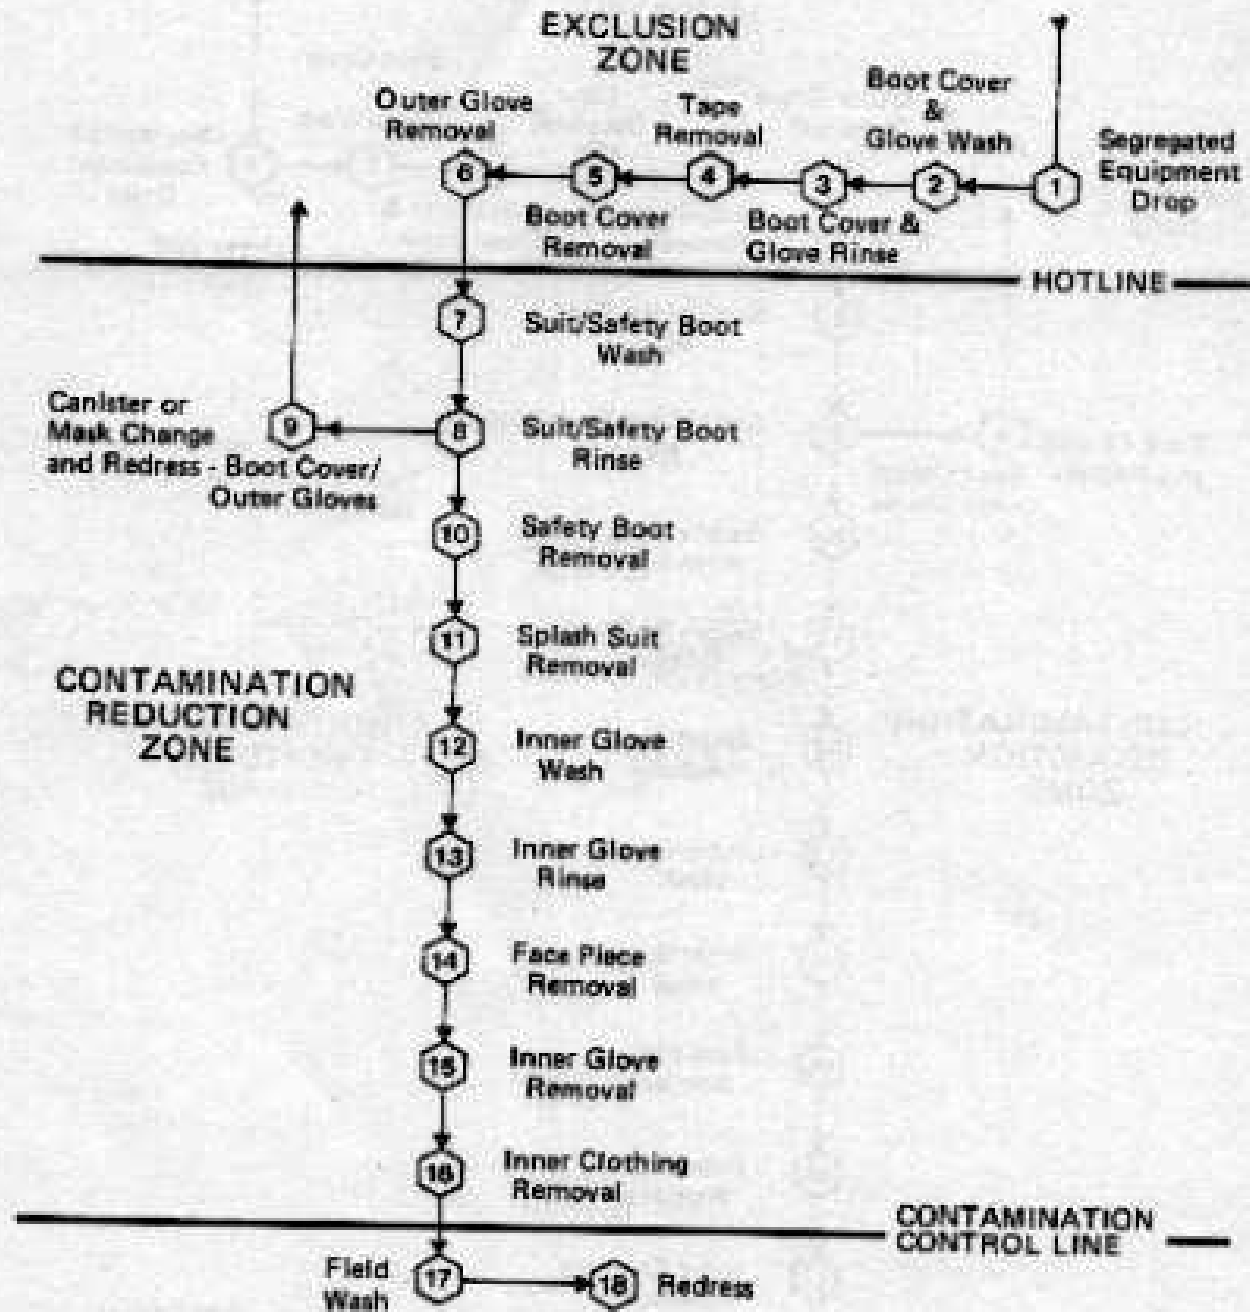 EXCLUSION
ZONE
Segregated
Equipment
Drop
1
Boot Cover
&
Glove Wash
2
3
Boot Cover &
Glove Rinse
Tape
Removal
4
5
Boot Cover
Removal
Outer Glove
Removal
6
HOTLINE
7
Suit/Safety Boot
Wash
8
Suit/Safety Boot
Rinse
9
Canister or
Mask Change
and Redress - Boot Cover/
Outer Gloves
10
Safety Boot
Removal
11
Splash Suit
Removal
CONTAMINATION
REDUCTION
ZONE
12
Inner Glove
Wash
13
Inner Glove
Rinse
14
Face Piece
Removal
15
Inner Glove
Removal
16
Inner Clothing
Removal
CONTAMINATION
CONTROL LINE
Field
Wash
17
18
Redress